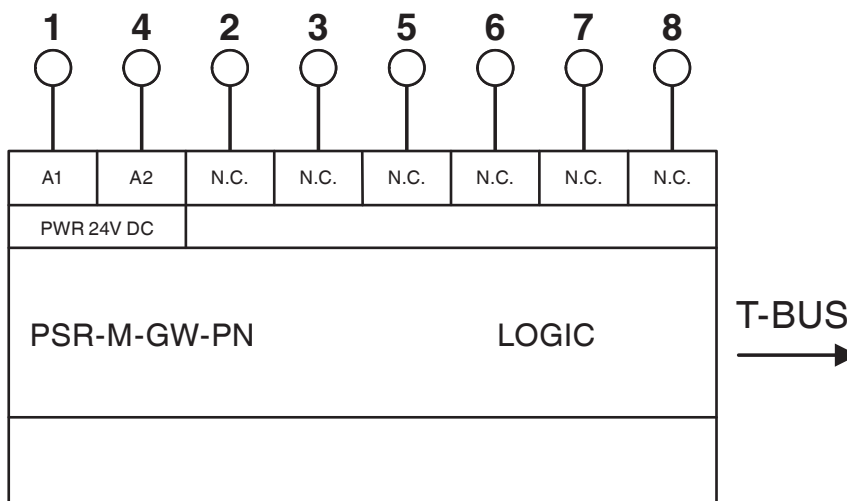 1 4 2 3 5 6 7 8
A1 A2 N.C. N.C. N.C. N.C. N.C. N.C.
PWR 24V DC
PSR-M-GW-PN LOGIC
T-BUS